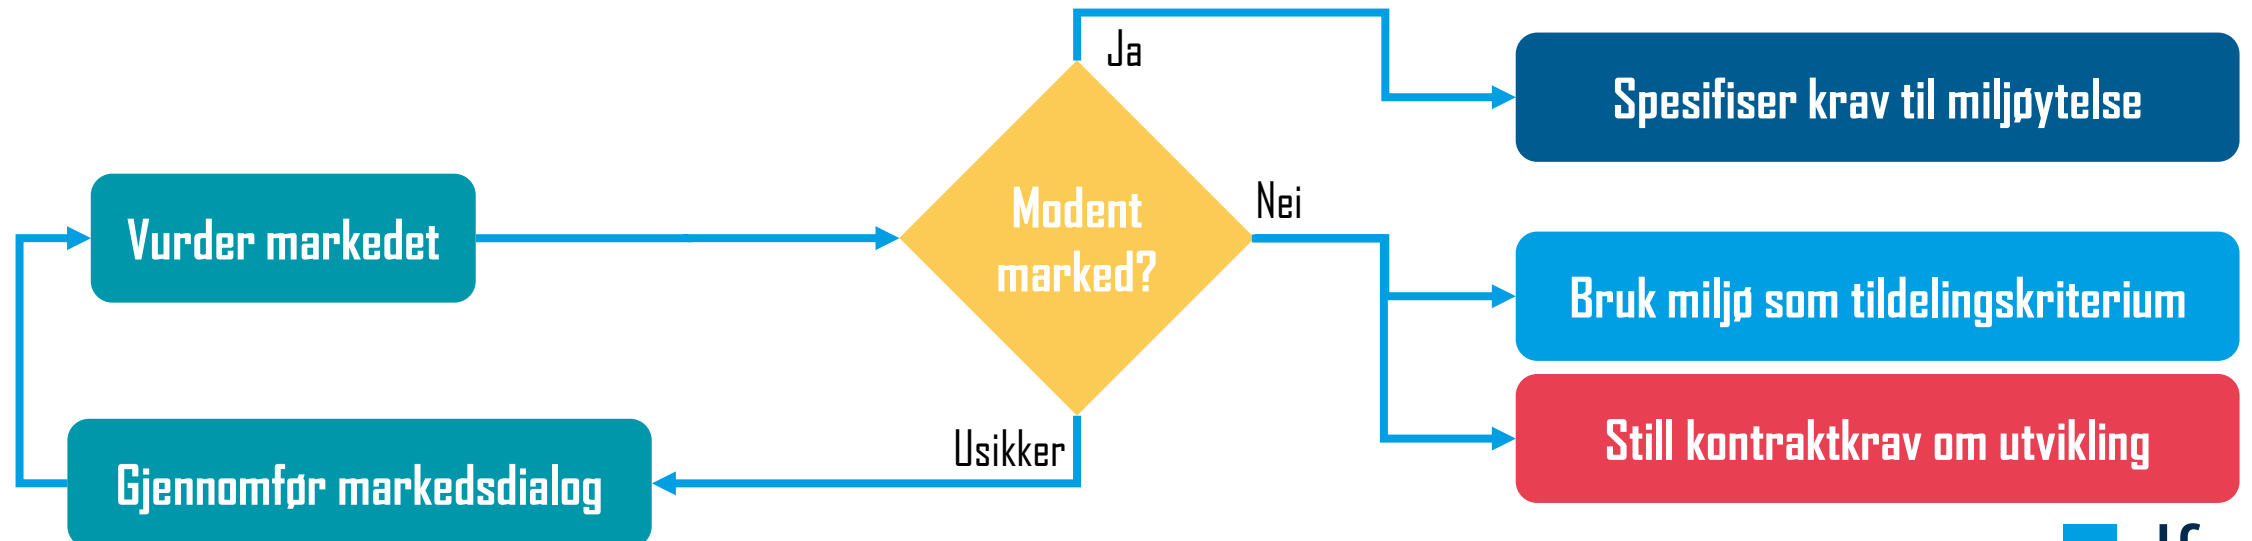 Ja
Spesifiser krav til miljøytelse
Vurder markedet
Modent
marked?
Nei
Bruk miljø som tildelingskriterium
Still kontraktkrav om utvikling
Usikker
Gjennomfør markedsdialog